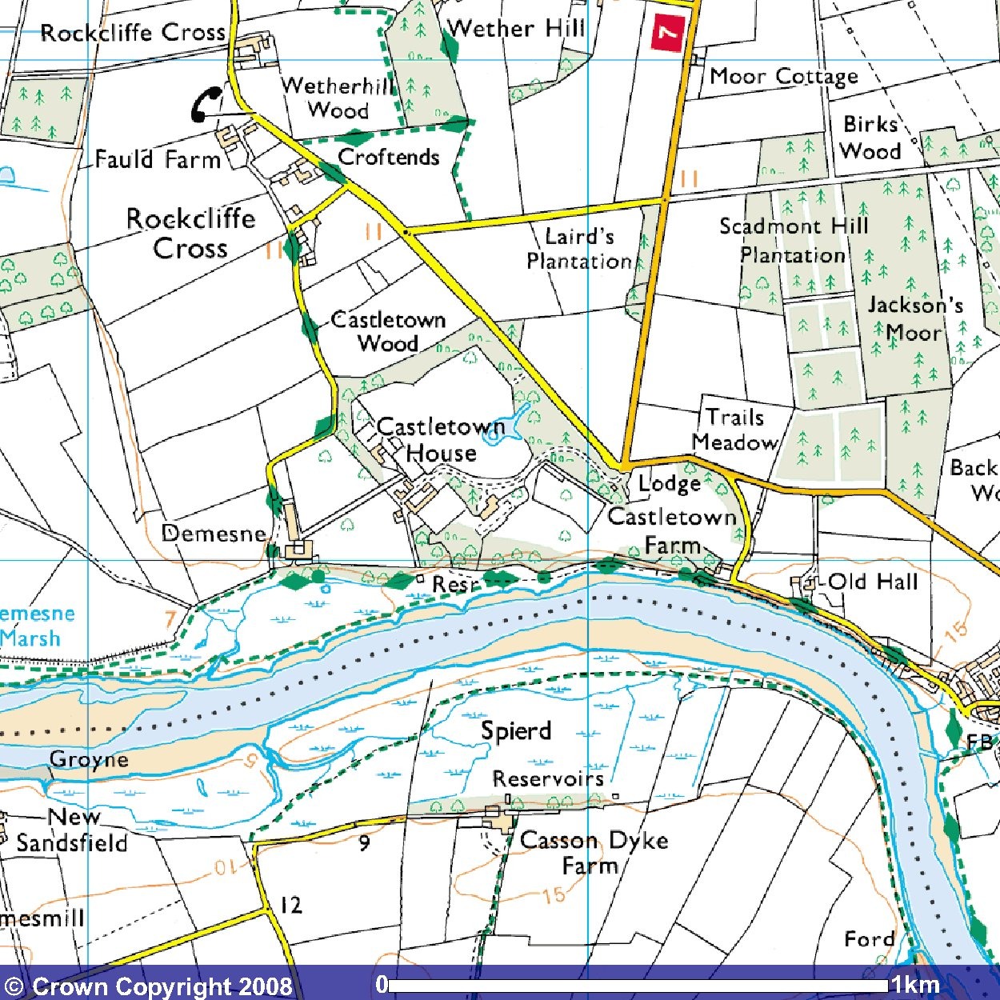 Rockcliffe Cross
Wether Hill
7
Moor Cottage
Wetherhill
Wood
Birks
Wood
Fauld Farm
Croftends
11
Rockcliffe
Cross
11
11
Laird's
Plantation
Scadmont Hill
Plantation
Jackson's
Moor
Castletown
Wood
Castletown
House
Trails
Meadow
Back
Lodge
Castletown
Farm
Demesne
Resr
Old Hall
emesne
Marsh
7
15
Spierd
FB
Groyne
5
Reservoirs
New
Sandsfield
9
Casson Dyke
Farm
10
15
12
mesmill
Ford
© Crown Copyright 2008
0
1km